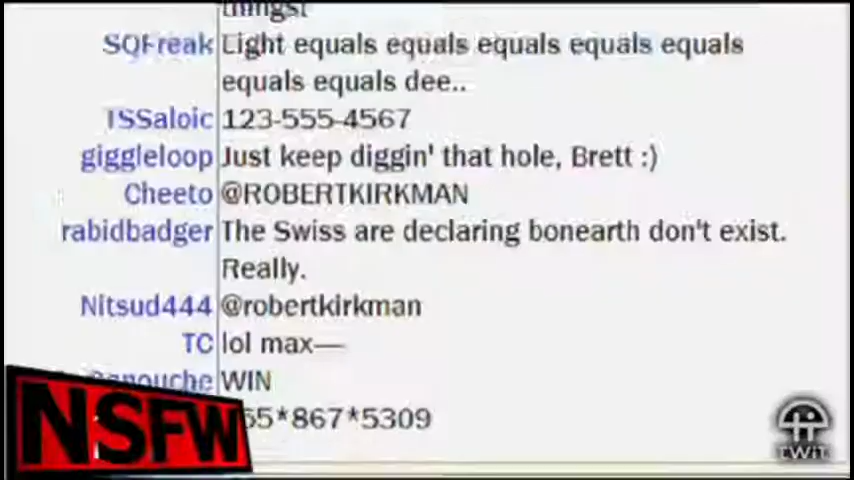 things!
SQFreak Light equals equals equals equals equals
equals equals dee..
TSSaloic 123-555-4567
giggleloop Just keep diggin' that hole, Brett :)
Cheeto @ROBERTKIRKMAN
rabidbadger The Swiss are declaring bonearth don't exist.
Really.
Nitsud444 @robertkirkman
TC lol max—
WIN
55*867*5309
NSFW
TWiT